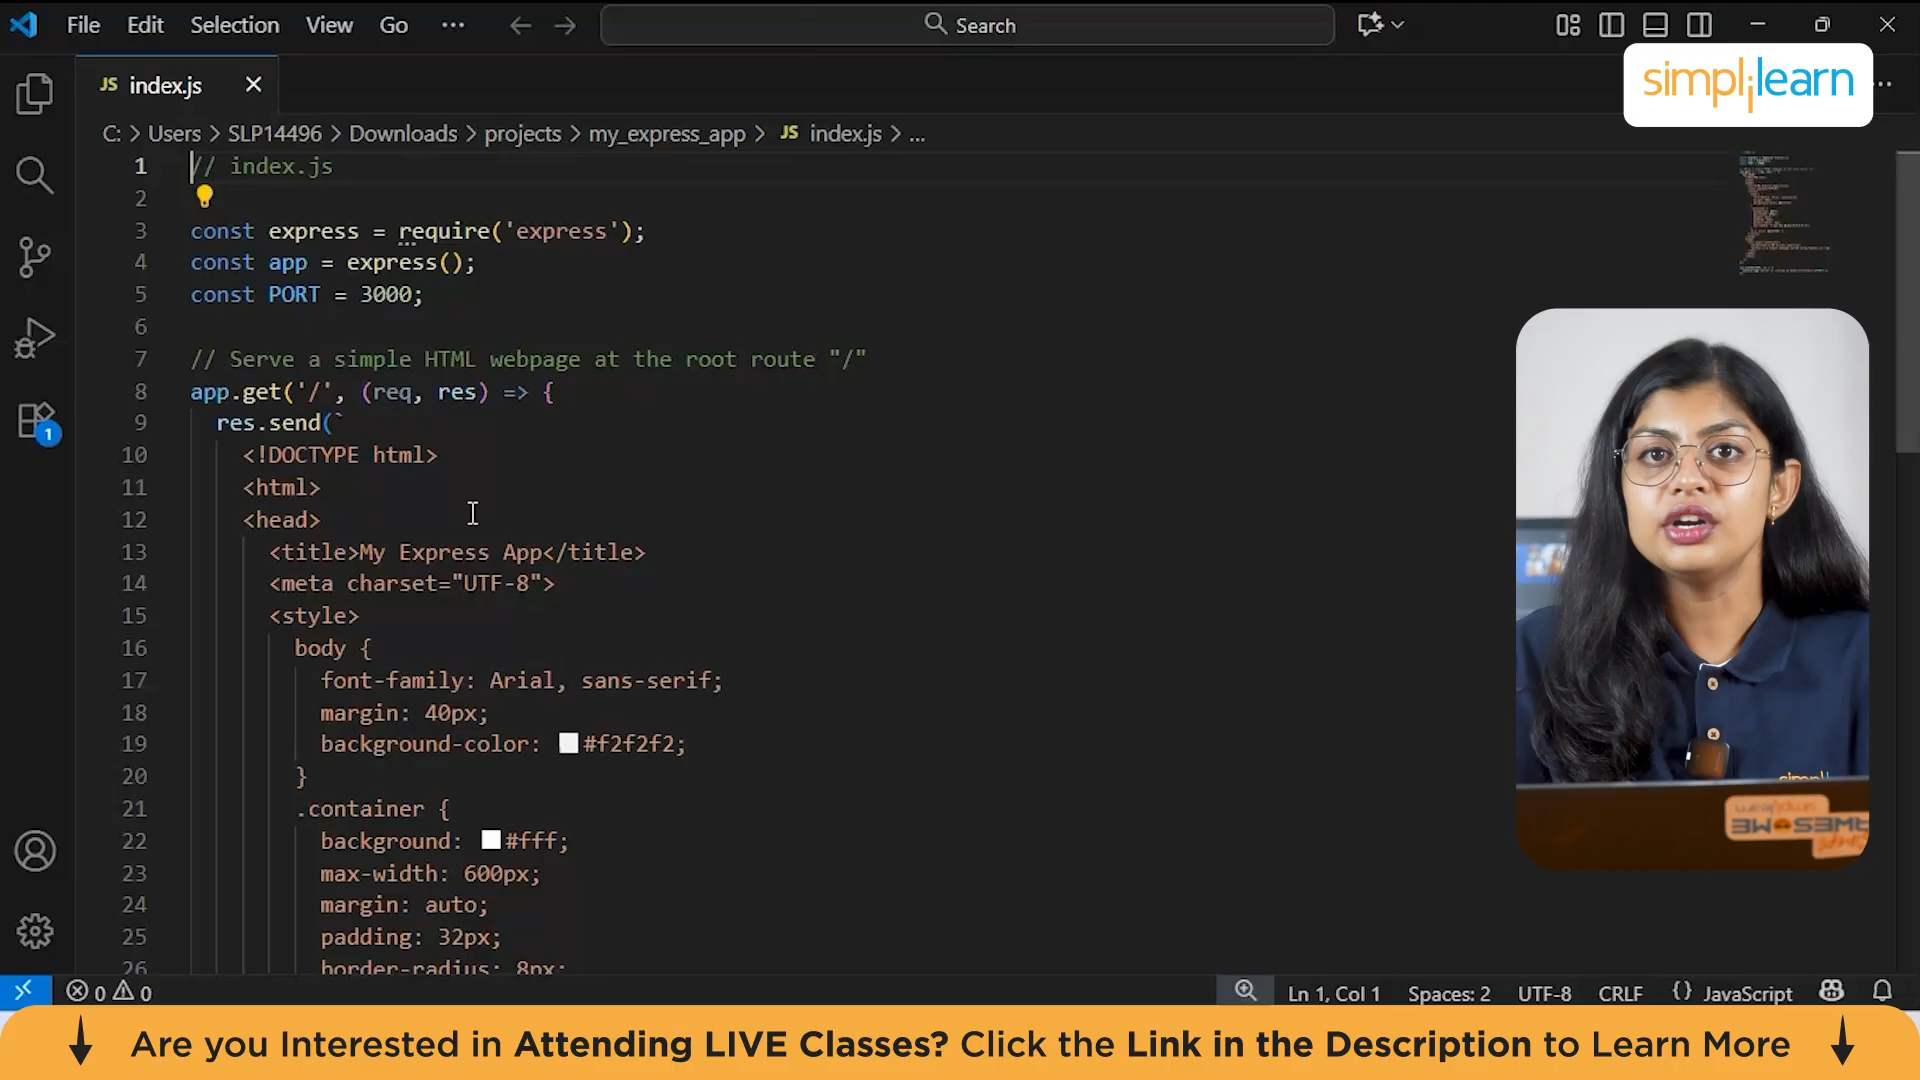 File Edit Selection View Go ... Search
simplilearn
JS index.js
C: > Users > SLP14496 > Downloads > projects > my_express_app > JS index.js > ...
1 // index.js
2
3 const express = require('express');
4 const app = express();
5 const PORT = 3000;
6
7 // Serve a simple HTML webpage at the root route "/"
8 app.get('/', (req, res) => {
9 res.send(`
10 <!DOCTYPE html>
11 <html>
12 <head>
13 <title>My Express App</title>
14 <meta charset="UTF-8">
15 <style>
16 body {
17 font-family: Arial, sans-serif;
18 margin: 40px;
19 background-color: #f2f2f2;
20 }
21 .container {
22 background: #fff;
23 max-width: 600px;
24 margin: auto;
25 padding: 32px;
26 border-radius: 8px;
1
0 0 Ln 1, Col 1 Spaces: 2 UTF-8 CRLF {} JavaScript
Are you Interested in Attending LIVE Classes? Click the Link in the Description to Learn More